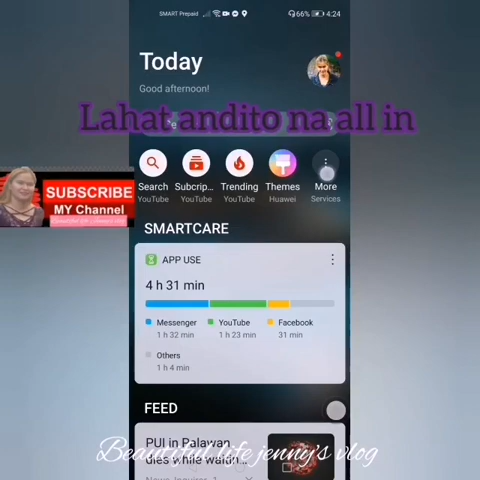 SMART Prepaid
66% 4:24
Today
Good afternoon!
Lahat andito na all in
Search Subcrip... Trending Themes More
YouTube YouTube YouTube Huawei Services
SUBSCRIBE
MY Channel
SMARTCARE
APP USE
4 h 31 min
Messenger YouTube Facebook
1 h 32 min 1 h 23 min 31 min
Others
1 h 4 min
FEED
PUI in Palawan
dies while waitin...
Beautiful life jenny's vlog